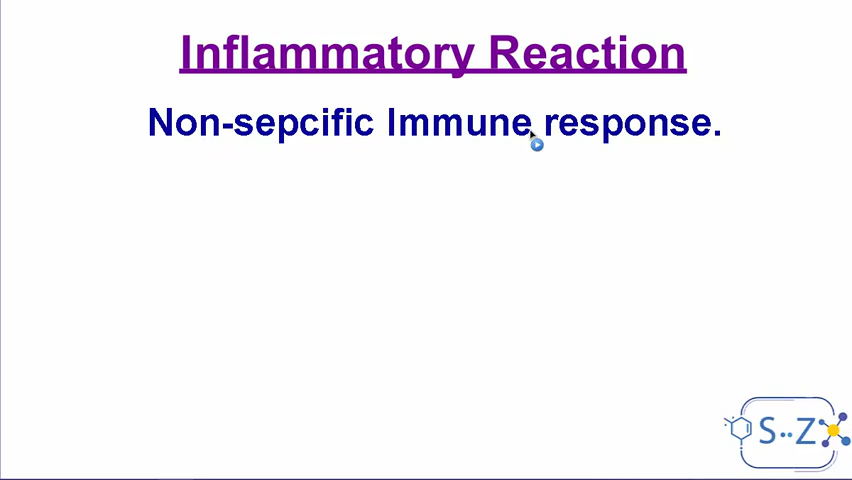 Inflammatory Reaction
Non-sepcific Immune response.
S..Z